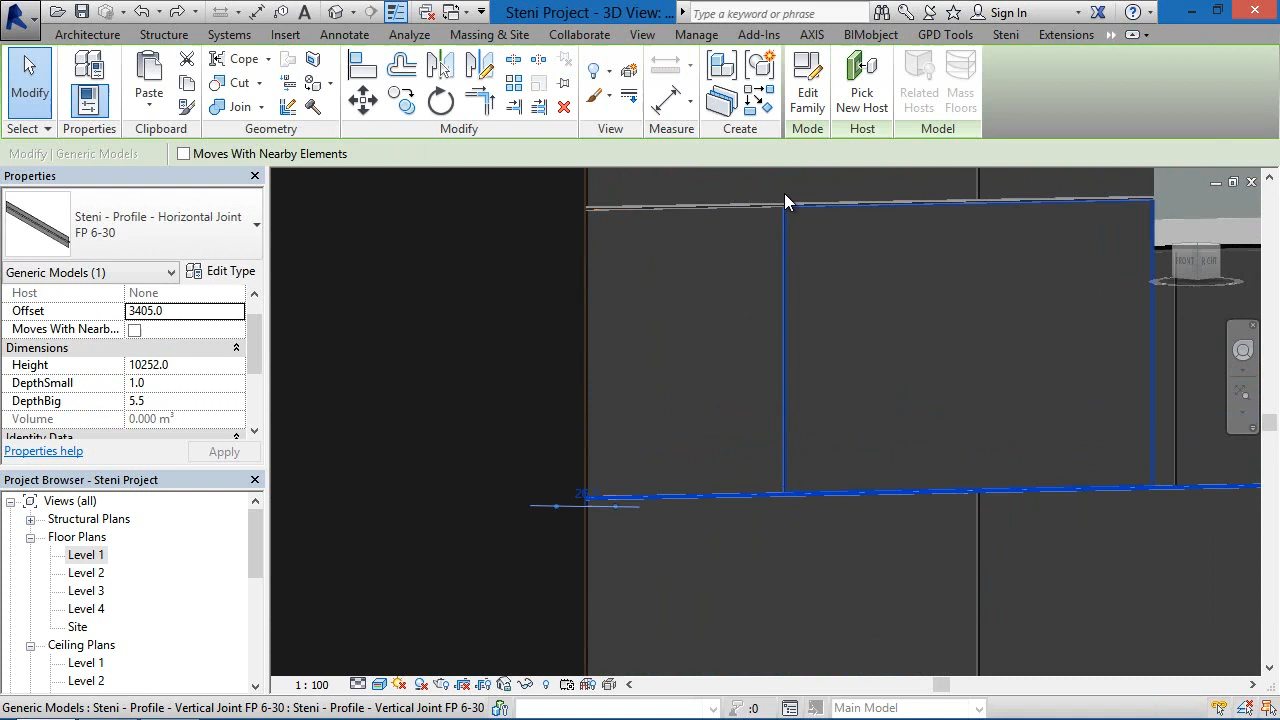 Steni Project - 3D View: ...
Type a keyword or phrase
Sign In
Architecture Structure Systems Insert Annotate Analyze Massing & Site Collaborate View Manage Add-Ins AXIS BIMobject GPD Tools Steni Extensions
Modify
Paste
Cope
Cut
Join
Edit Family
Pick New Host
Related Hosts
Mass Floors
Select Properties Clipboard Geometry Modify View Measure Create Mode Host Model
Modify | Generic Models
Moves With Nearby Elements
Properties
Steni - Profile - Horizontal Joint
FP 6-30
Generic Models (1)
Edit Type
Host None
Offset 3405.0
Moves With Nearb...
Dimensions
Height 10252.0
DepthSmall 1.0
DepthBig 5.5
Volume 0.000 m³
Identity Data
Properties help
Apply
Project Browser - Steni Project
Views (all)
Structural Plans
Floor Plans
Level 1
Level 2
Level 3
Level 4
Site
Ceiling Plans
Level 1
Level 2
FRONT
1 : 100
Generic Models : Steni - Profile - Vertical Joint FP 6-30 : Steni - Profile - Vertical Joint FP 6-30
:0
Main Model